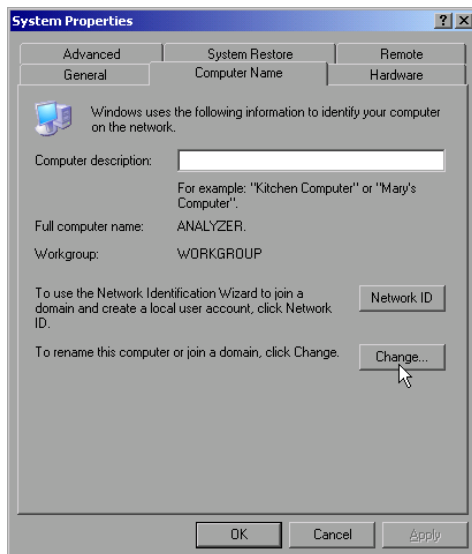 System Properties
Advanced
System Restore
Remote
General
Computer Name
Hardware
Windows uses the following information to identify your computer
on the network.
Computer description:
For example: "Kitchen Computer" or "Mary's
Computer".
Full computer name:
ANALYZER.
Workgroup:
WORKGROUP
To use the Network Identification Wizard to join a
domain and create a local user account, click Network
ID.
Network ID
To rename this computer or join a domain, click Change.
Change...
OK
Cancel
Apply